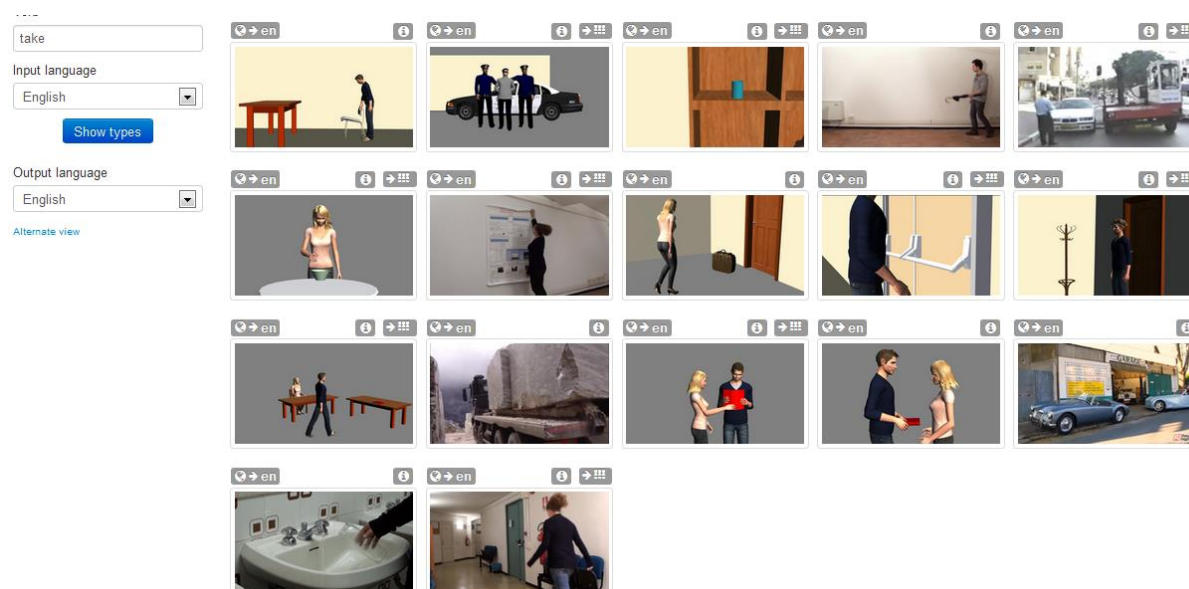 take
Input language
English
Show types
Output language
English
Alternate view
en en en en en
en en en en en
en en en en en
GARAGE
en en